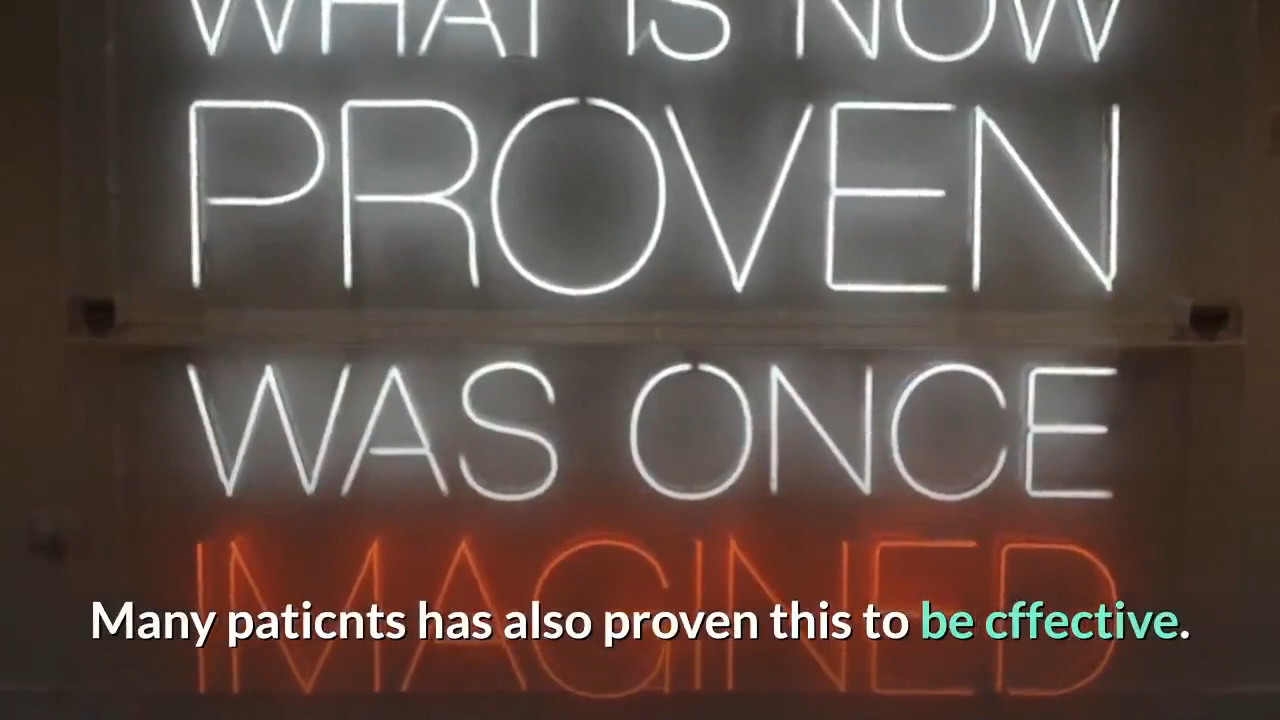 WHAT IS NOW
PROVEN
WAS ONCE
IMAGINED
Many paticnts has also proven this to be cffective.